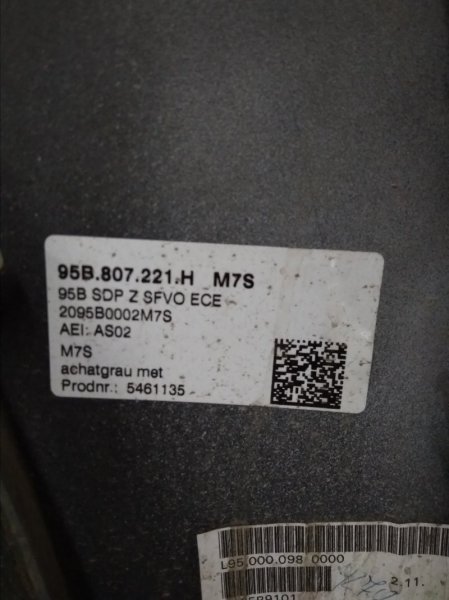 95B.807.221.H M7S
95B SDP Z SFVO ECE
2095B0002M7S
AEI: AS02
M7S
achatgrau met
Prodnr.: 5461135
L95 000.098 0000
2.11.